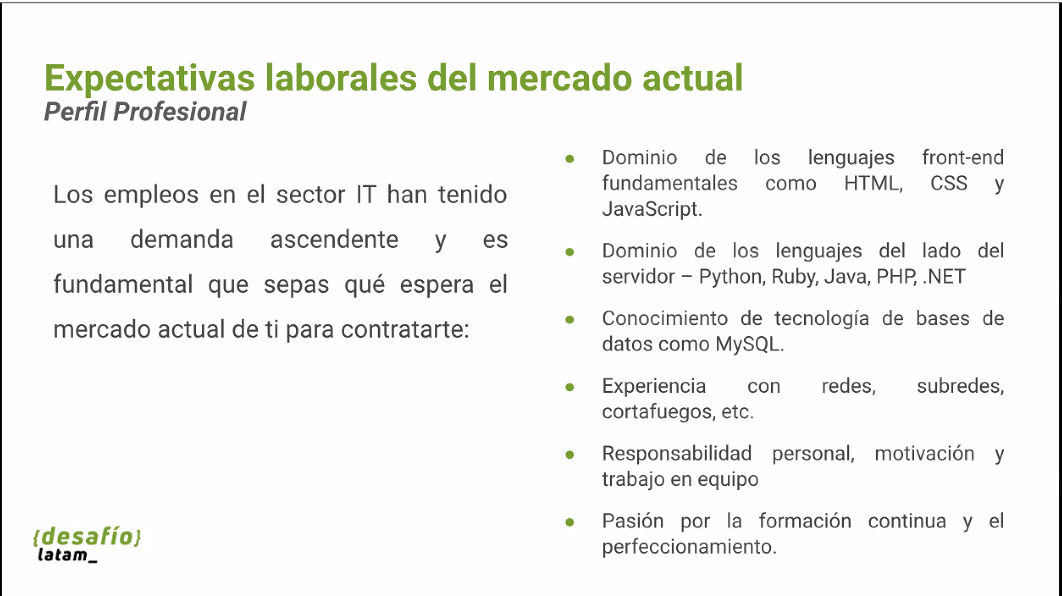 Expectativas laborales del mercado actual
Perfil Profesional
Los empleos en el sector IT han tenido
una demanda ascendente y es
fundamental que sepas qué espera el
mercado actual de ti para contratarte:
● Dominio de los lenguajes front-end
fundamentales como HTML, CSS y
JavaScript.
● Dominio de los lenguajes del lado del
servidor – Python, Ruby, Java, PHP, .NET
● Conocimiento de tecnología de bases de
datos como MySQL.
● Experiencia con redes, subredes,
cortafuegos, etc.
● Responsabilidad personal, motivación y
trabajo en equipo
● Pasión por la formación continua y el
perfeccionamiento.
{desafío}
latam_